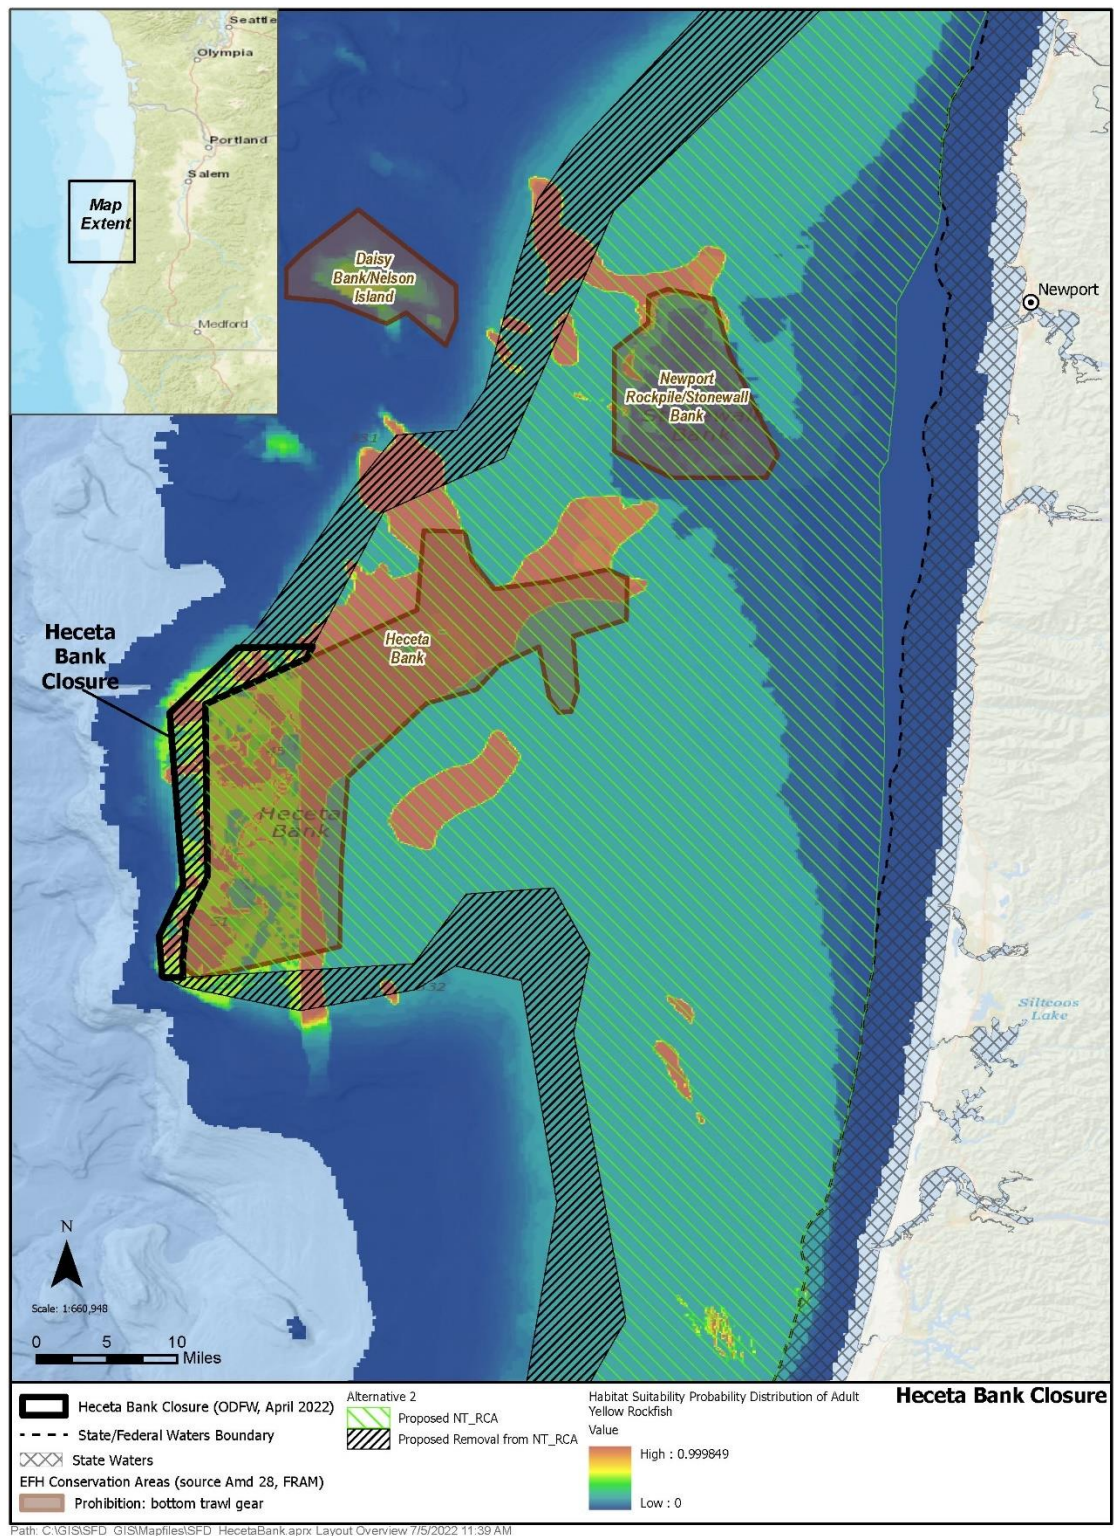 Seattle
Olympia
Portland
Salem
Map
Extent
Medford
Daisy
Bank/Nelson
Island
Newport
Newport
Rockpile/Stonewall
Bank
Heceta
Bank
Closure
Heceta
Bank
Heceta
Bank
Siltcoos
Lake
N
Scale: 1:660,948
0 5 10
Miles
Heceta Bank Closure
Heceta Bank Closure (ODFW, April 2022)
State/Federal Waters Boundary
State Waters
EFH Conservation Areas (source Amd 28, FRAM)
Prohibition: bottom trawl gear
Alternative 2
Proposed NT_RCA
Proposed Removal from NT_RCA
Habitat Suitability Probability Distribution of Adult
Yellow Rockfish
Value
High : 0.999849
Low : 0
Path: C:\GIS\SFD_GIS\Mapfiles\SFD_HecetaBank.aprx Layout Overview 7/5/2022 11:39 AM